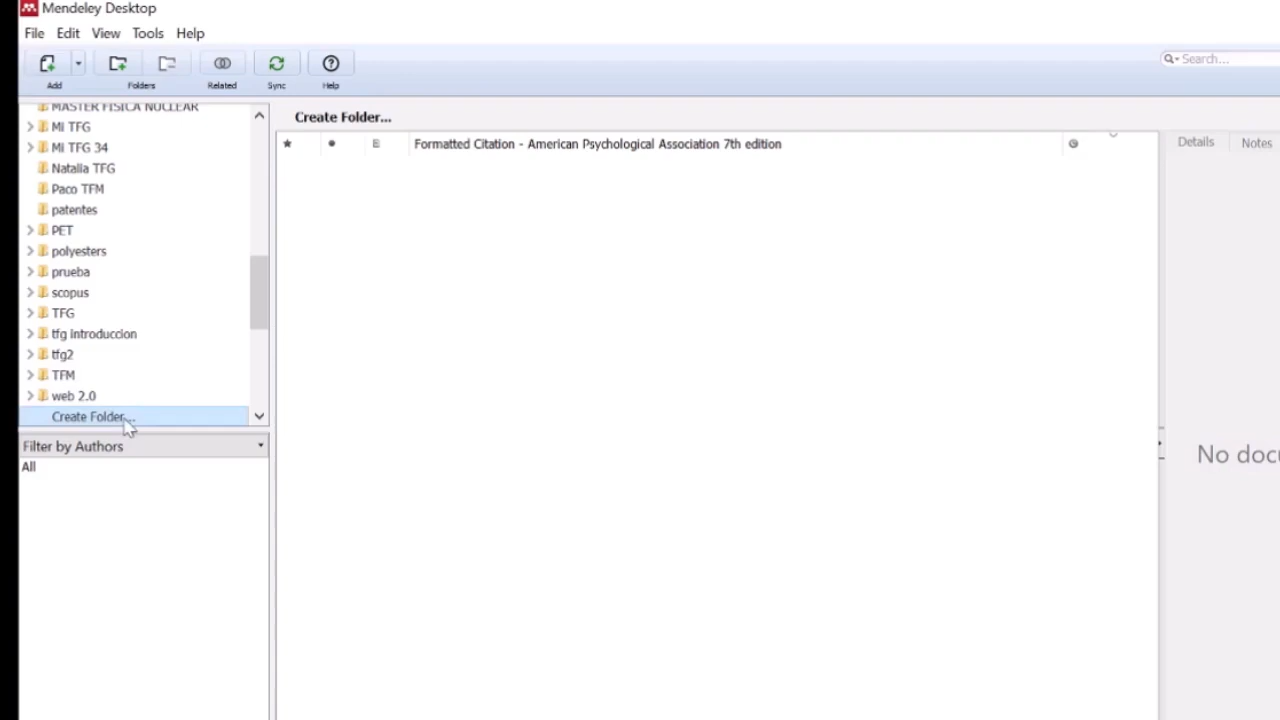 Mendeley Desktop
File Edit View Tools Help
Search...
Add Folders Related Sync Help
MASTER FISICA NUCLEAR
MI TFG
MI TFG 34
Natalia TFG
Paco TFM
patentes
PET
polyesters
prueba
scopus
TFG
tfg introduccion
tfg2
TFM
web 2.0
Create Folder...
Filter by Authors
All
Create Folder...
Formatted Citation - American Psychological Association 7th edition
Details Notes
No docu